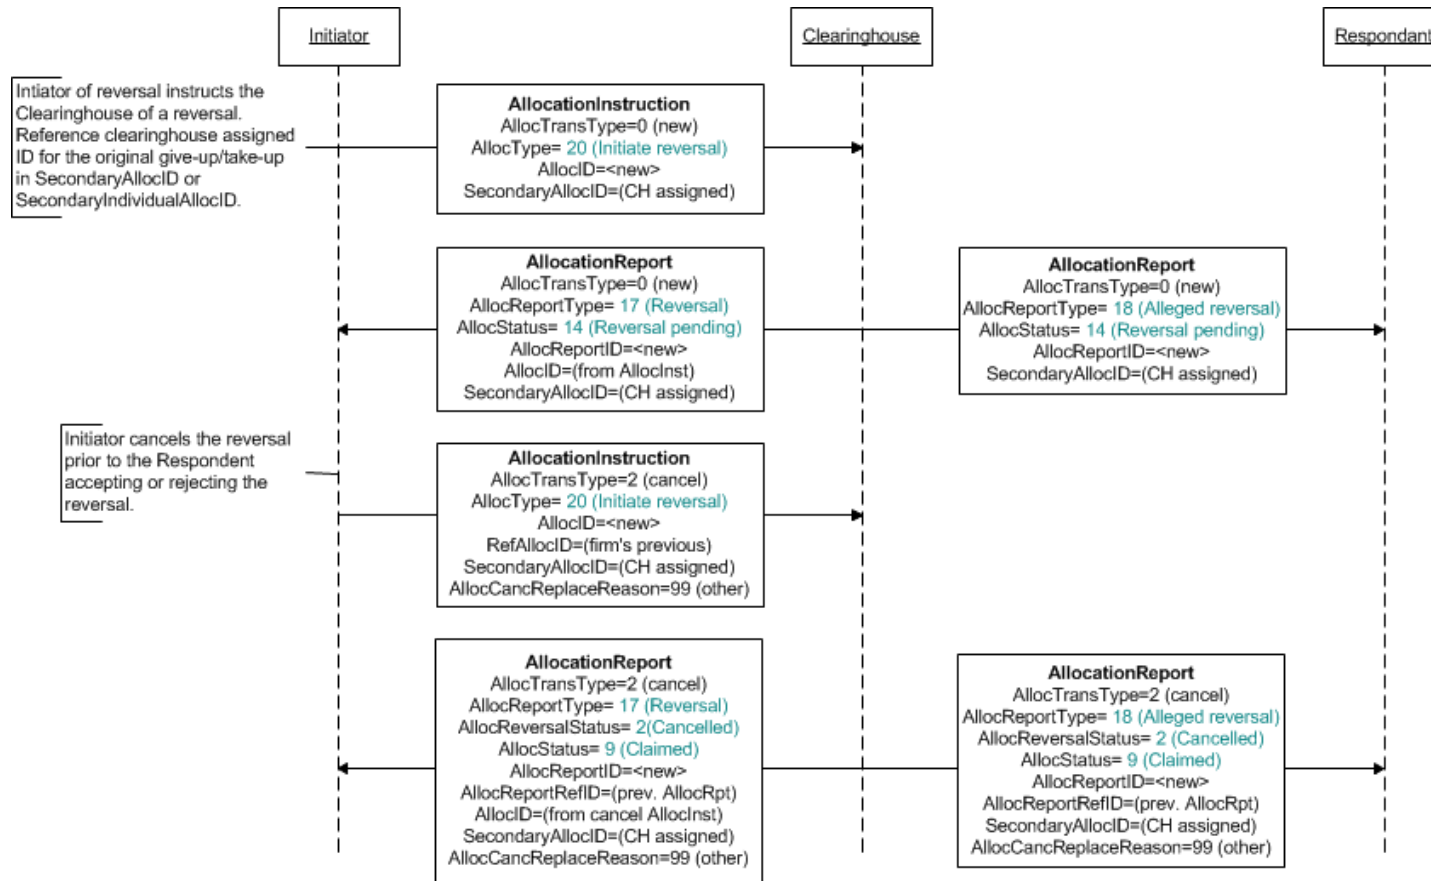 Initiator
Clearinghouse
Respondant
Intiator of reversal instructs the
Clearinghouse of a reversal.
Reference clearinghouse assigned
ID for the original give-up/take-up
in SecondaryAllocID or
SecondaryIndividualAllocID.
AllocationInstruction
AllocTransType=0 (new)
AllocType= 20 (Initiate reversal)
AllocID=<new>
SecondaryAllocID=(CH assigned)
AllocationReport
AllocTransType=0 (new)
AllocReportType= 17 (Reversal)
AllocStatus= 14 (Reversal pending)
AllocReportID=<new>
AllocID=(from AllocInst)
SecondaryAllocID=(CH assigned)
AllocationReport
AllocTransType=0 (new)
AllocReportType= 18 (Alleged reversal)
AllocStatus= 14 (Reversal pending)
AllocReportID=<new>
SecondaryAllocID=(CH assigned)
Initiator cancels the reversal
prior to the Respondent
accepting or rejecting the
reversal.
AllocationInstruction
AllocTransType=2 (cancel)
AllocType= 20 (Initiate reversal)
AllocID=<new>
RefAllocID=(firm's previous)
SecondaryAllocID=(CH assigned)
AllocCancReplaceReason=99 (other)
AllocationReport
AllocTransType=2 (cancel)
AllocReportType= 17 (Reversal)
AllocReversalStatus= 2(Cancelled)
AllocStatus= 9 (Claimed)
AllocReportID=<new>
AllocReportRefID=(prev. AllocRpt)
AllocID=(from cancel AllocInst)
SecondaryAllocID=(CH assigned)
AllocCancReplaceReason=99 (other)
AllocationReport
AllocTransType=2 (cancel)
AllocReportType= 18 (Alleged reversal)
AllocReversalStatus= 2 (Cancelled)
AllocStatus= 9 (Claimed)
AllocReportID=<new>
AllocReportRefID=(prev. AllocRpt)
SecondaryAllocID=(CH assigned)
AllocCancReplaceReason=99 (other)